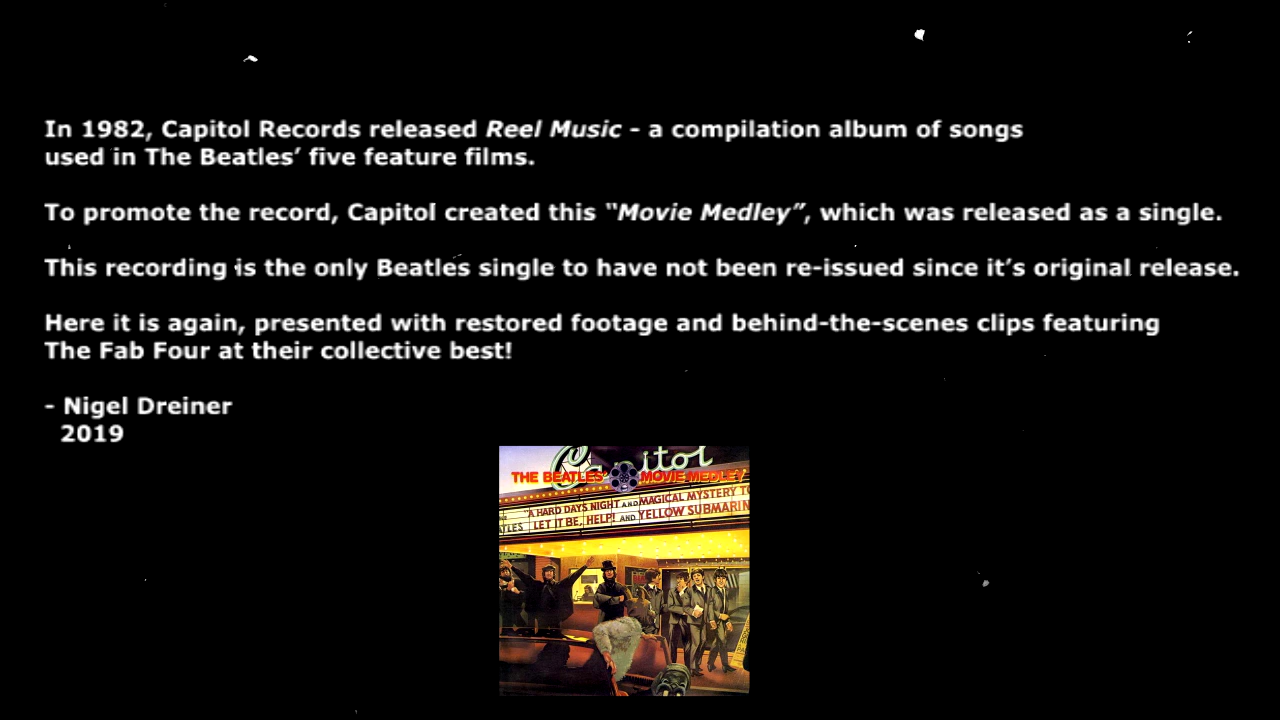 In 1982, Capitol Records released Reel Music - a compilation album of songs
used in The Beatles' five feature films.
To promote the record, Capitol created this "Movie Medley", which was released as a single.
This recording is the only Beatles single to have not been re-issued since it's original release.
Here it is again, presented with restored footage and behind-the-scenes clips featuring
The Fab Four at their collective best!
- Nigel Dreiner
2019
Capitol
THE BEATLES' MOVIE MEDLEY
"A HARD DAYS NIGHT AND MAGICAL MYSTERY TO
ATLES LET IT BE, HELP! AND YELLOW SUBMARIN